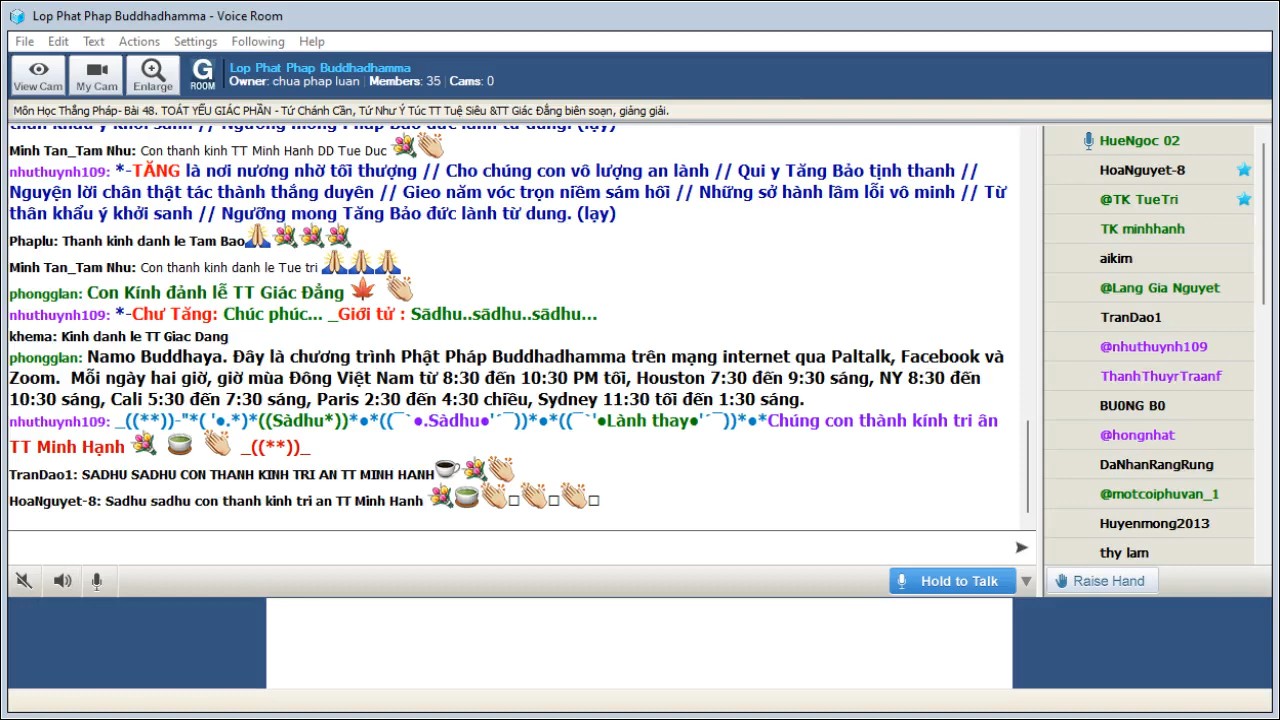 Lop Phat Phap Buddhadhamma - Voice Room
File Edit Text Actions Settings Following Help
View Cam My Cam Enlarge G ROOM
Lop Phat Phap Buddhadhamma
Owner: chua phap luan Members: 35 Cams: 0
Môn Học Thắng Pháp- Bài 48. TOÁT YẾU GIÁC PHẦN - Tứ Chánh Cần, Tứ Như Ý Túc TT Tuệ Siêu &TT Giác Đẳng biên soạn, giảng giải.
thân khẩu ý khởi sanh // Ngưỡng mong Pháp Bảo đức lành từ dung. (lạy)
Minh Tan_Tam Nhu: Con thanh kinh TT Minh Hanh DD Tue Duc
nhuthuynh109: *-TĂNG là nơi nương nhờ tối thượng // Cho chúng con vô lượng an lành // Qui y Tăng Bảo tịnh thanh //
Nguyện lời chân thật tác thành thắng duyên // Gieo năm vóc trọn niềm sám hối // Những sở hành lầm lỗi vô minh // Từ
thân khẩu ý khởi sanh // Ngưỡng mong Tăng Bảo đức lành từ dung. (lạy)
Phaplu: Thanh kinh danh le Tam Bao
Minh Tan_Tam Nhu: Con thanh kinh danh le Tue tri
phongglan: Con Kính đảnh lễ TT Giác Đẳng
nhuthuynh109: *-Chư Tăng: Chúc phúc... _Giới tử : Sādhu..sādhu..sādhu...
khema: Kinh danh le TT Giac Dang
phongglan: Namo Buddhaya. Đây là chương trình Phật Pháp Buddhadhamma trên mạng internet qua Paltalk, Facebook và
Zoom. Mỗi ngày hai giờ, giờ mùa Đông Việt Nam từ 8:30 đến 10:30 PM tối, Houston 7:30 đến 9:30 sáng, NY 8:30 đến
10:30 sáng, Cali 5:30 đến 7:30 sáng, Paris 2:30 đến 4:30 chiều, Sydney 11:30 tối đến 1:30 sáng.
nhuthuynh109: _((**))-"*( '●.*)*((Sàdhu*))*●*((¯`●.Sàdhu●'´¯))*●*((¯`'●Lành thay●'´¯))*●*Chúng con thành kính tri ân
TT Minh Hạnh _((**))_
TranDao1: SADHU SADHU CON THANH KINH TRI AN TT MINH HANH
HoaNguyet-8: Sadhu sadhu con thanh kinh tri an TT Minh Hanh
HueNgoc 02
HoaNguyet-8
@TK TueTri
TK minhhanh
aikim
@Lang Gia Nguyet
TranDao1
@nhuthuynh109
ThanhThuyrTraanf
BU0NG B0
@hongnhat
DaNhanRangRung
@motcoiphuvan_1
Huyenmong2013
thy lam
Hold to Talk
Raise Hand